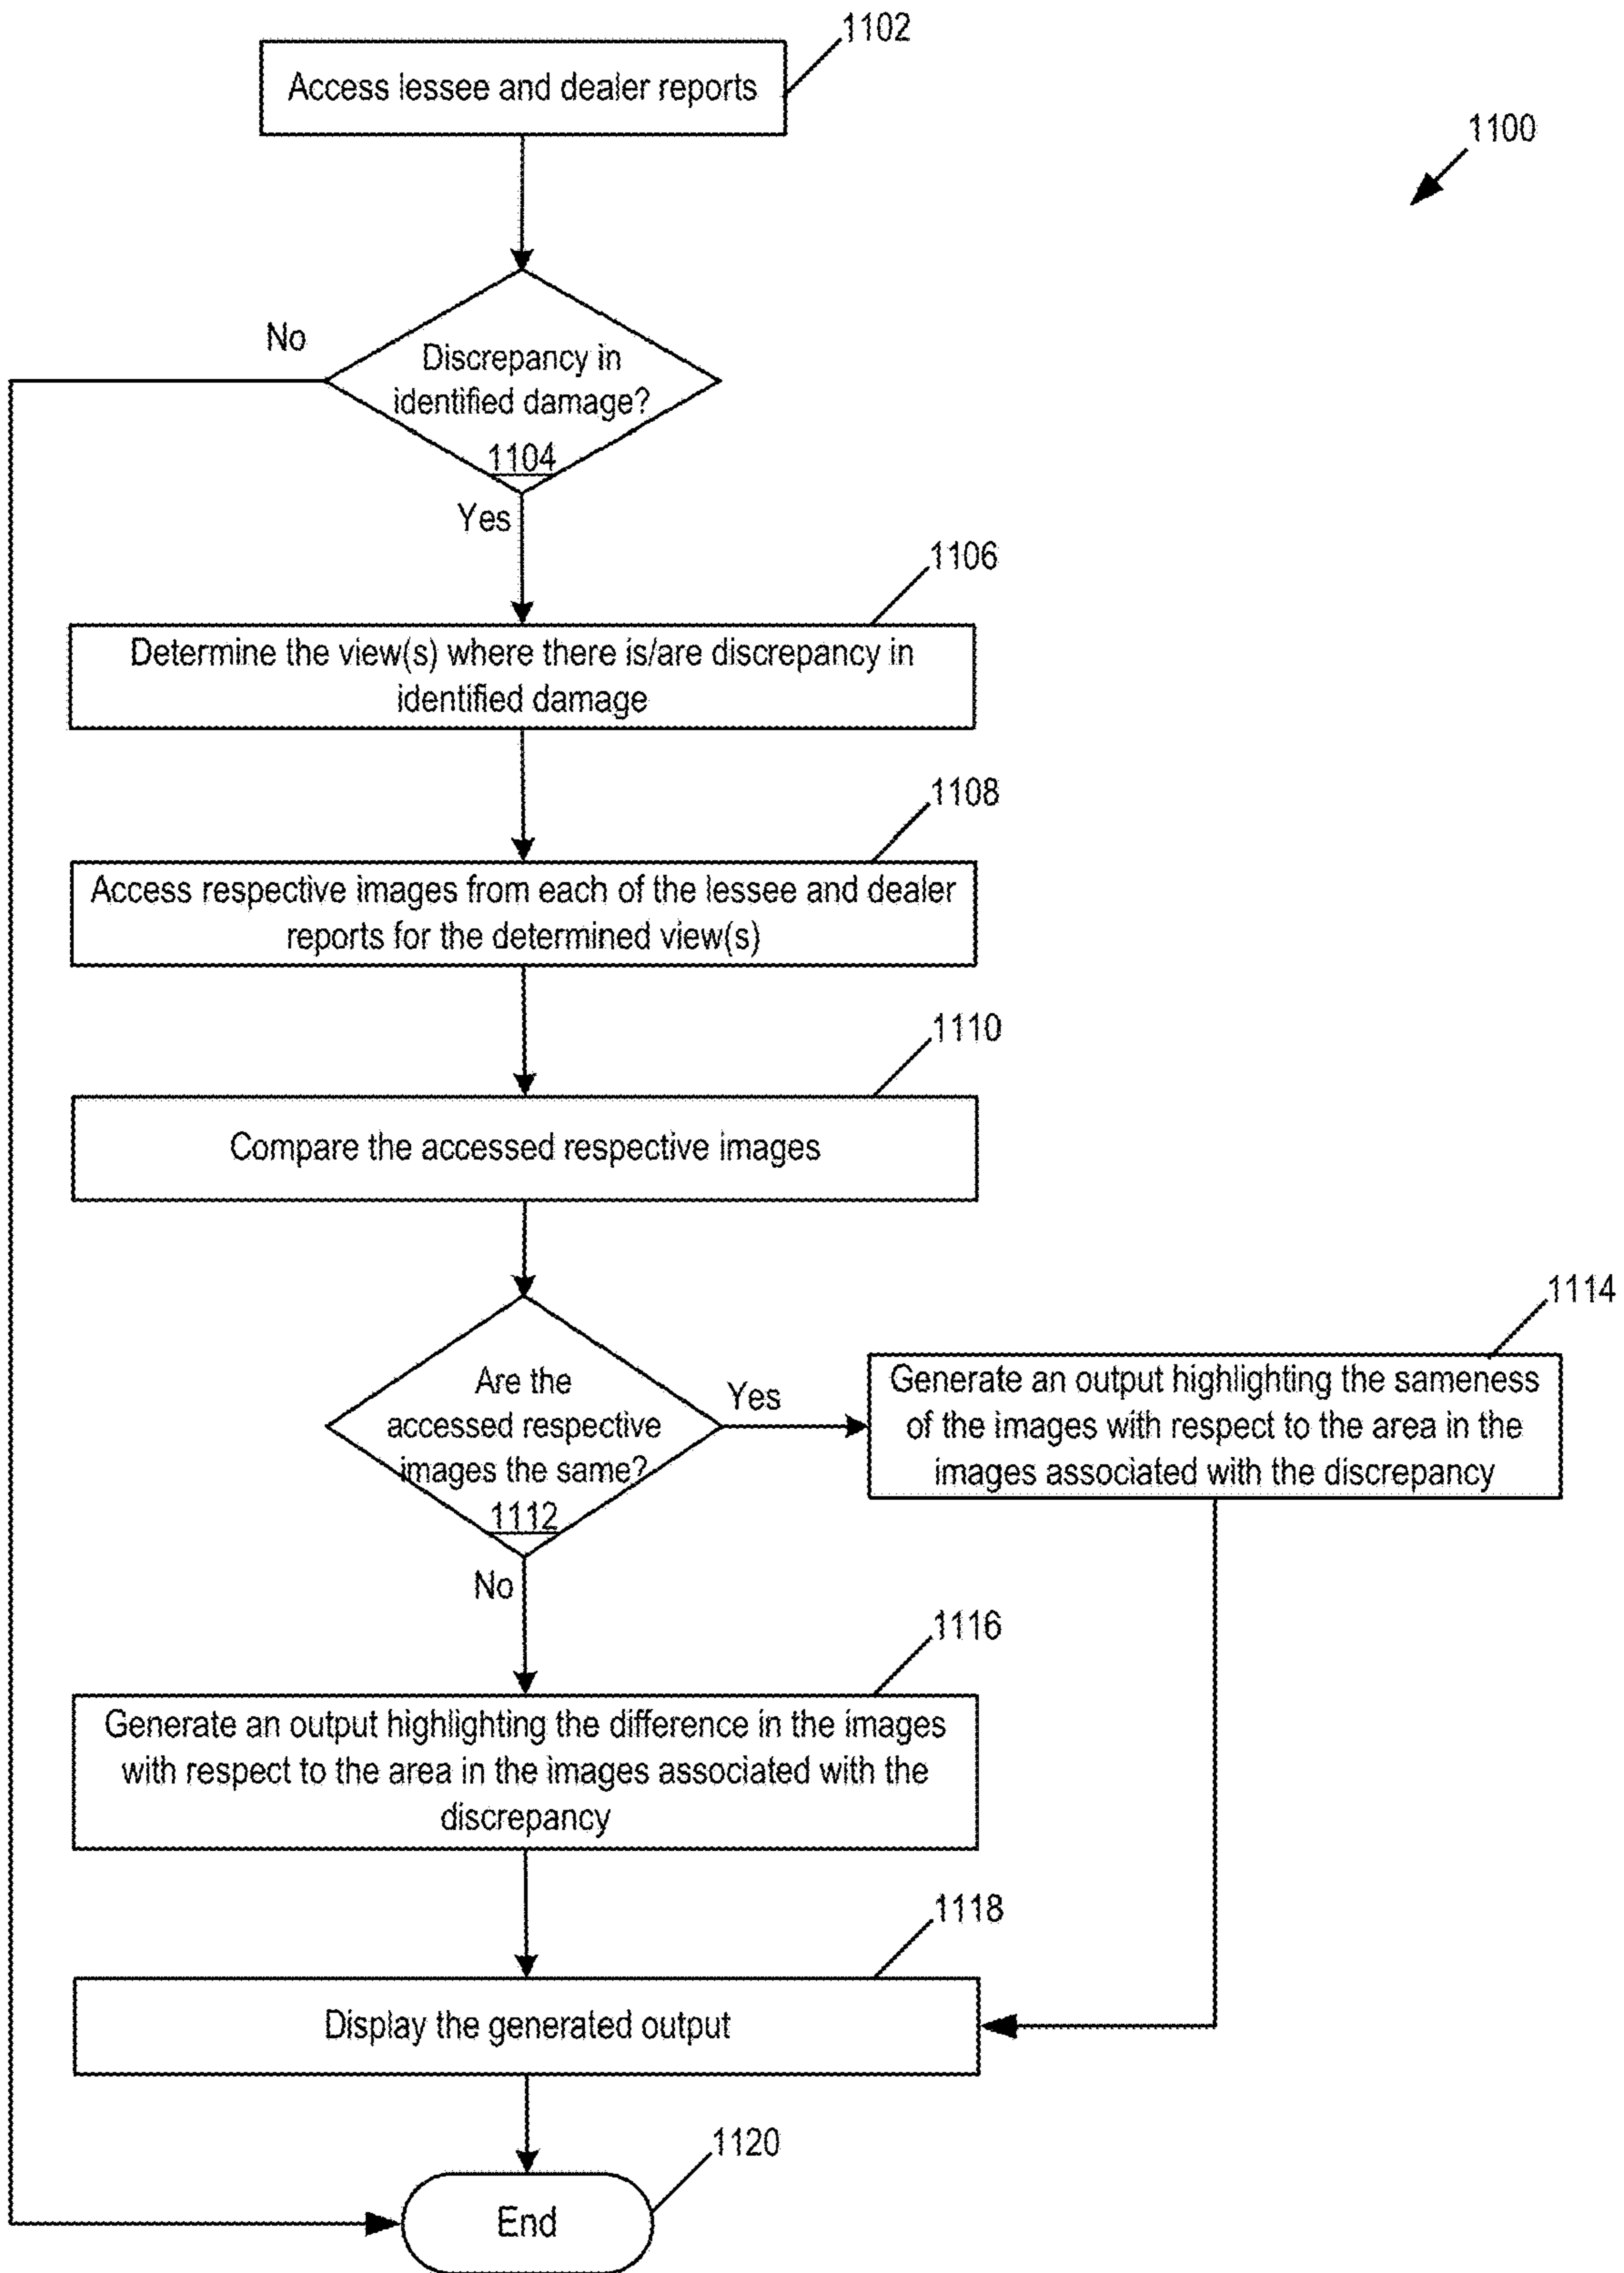 1102
Access lessee and dealer reports
1100
No
Discrepancy in
identified damage?
1104
Yes
1106
Determine the view(s) where there is/are discrepancy in
identified damage
1108
Access respective images from each of the lessee and dealer
reports for the determined view(s)
1110
Compare the accessed respective images
Are the
accessed respective
images the same?
1112
Yes
1114
Generate an output highlighting the sameness
of the images with respect to the area in the
images associated with the discrepancy
No
1116
Generate an output highlighting the difference in the images
with respect to the area in the images associated with the
discrepancy
1118
Display the generated output
1120
End